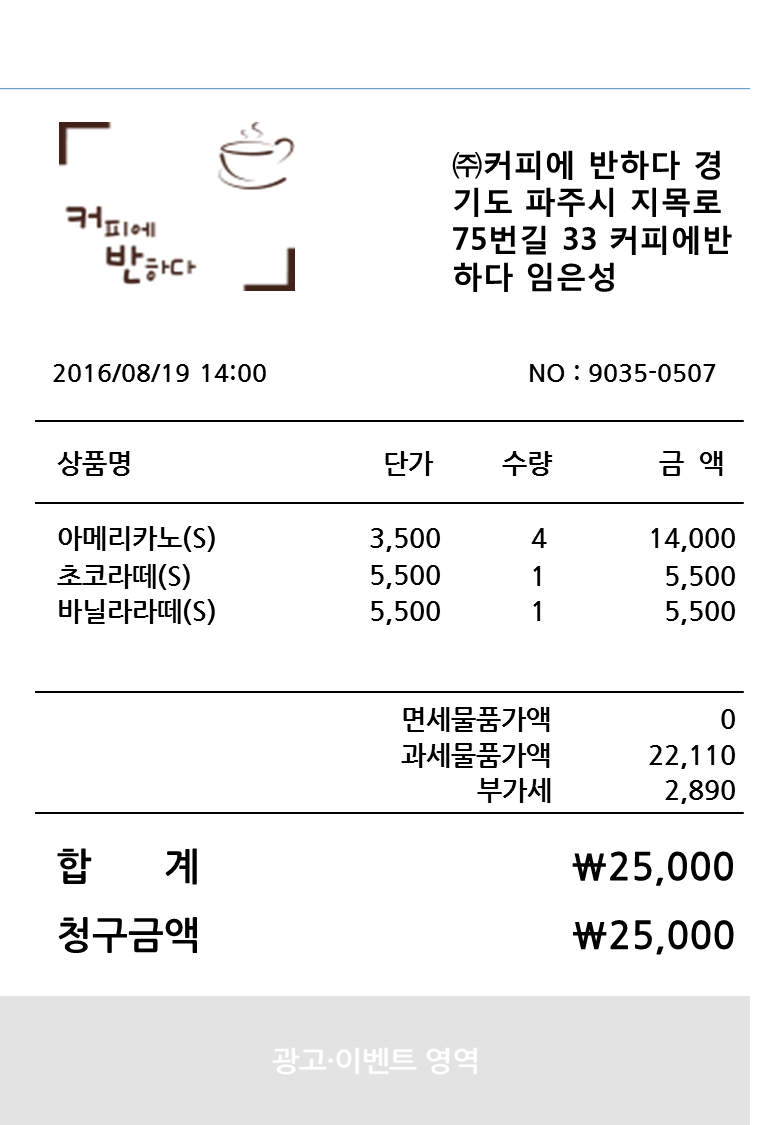 커피에
반하다
㈜커피에 반하다 경
기도 파주시 지목로
75번길 33 커피에반
하다 임은성
2016/08/19 14:00 NO : 9035-0507
상품명 단가 수량 금 액
아메리카노(S) 3,500 4 14,000
초코라떼(S) 5,500 1 5,500
바닐라라떼(S) 5,500 1 5,500
면세물품가액 0
과세물품가액 22,110
부가세 2,890
합 계 ₩25,000
청구금액 ₩25,000
광고·이벤트 영역